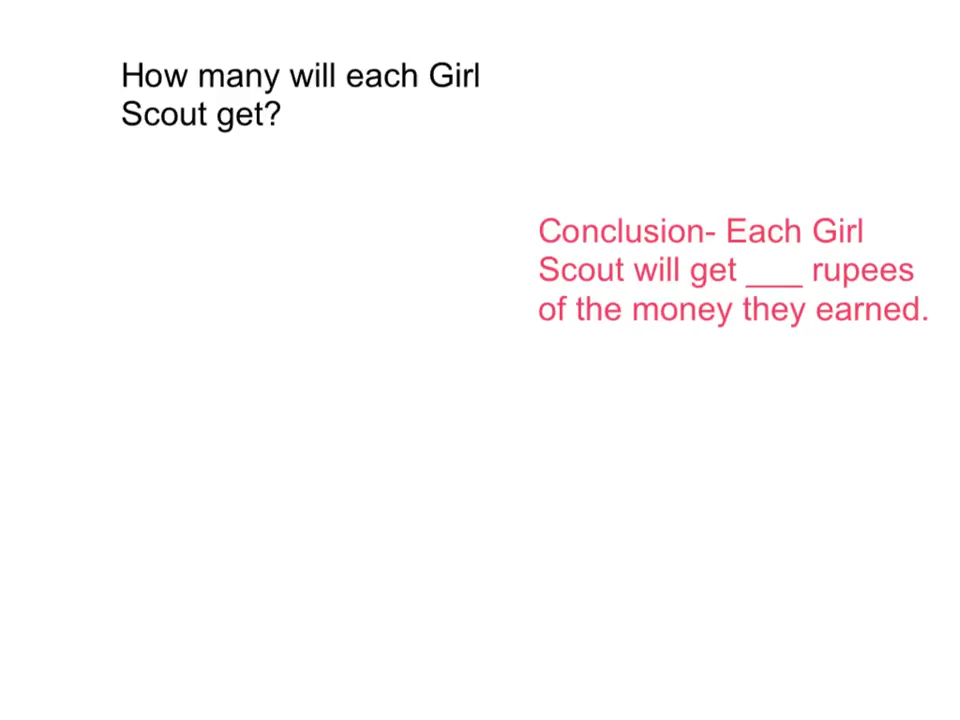 How many will each Girl
Scout get?
Conclusion- Each Girl
Scout will get ___ rupees
of the money they earned.